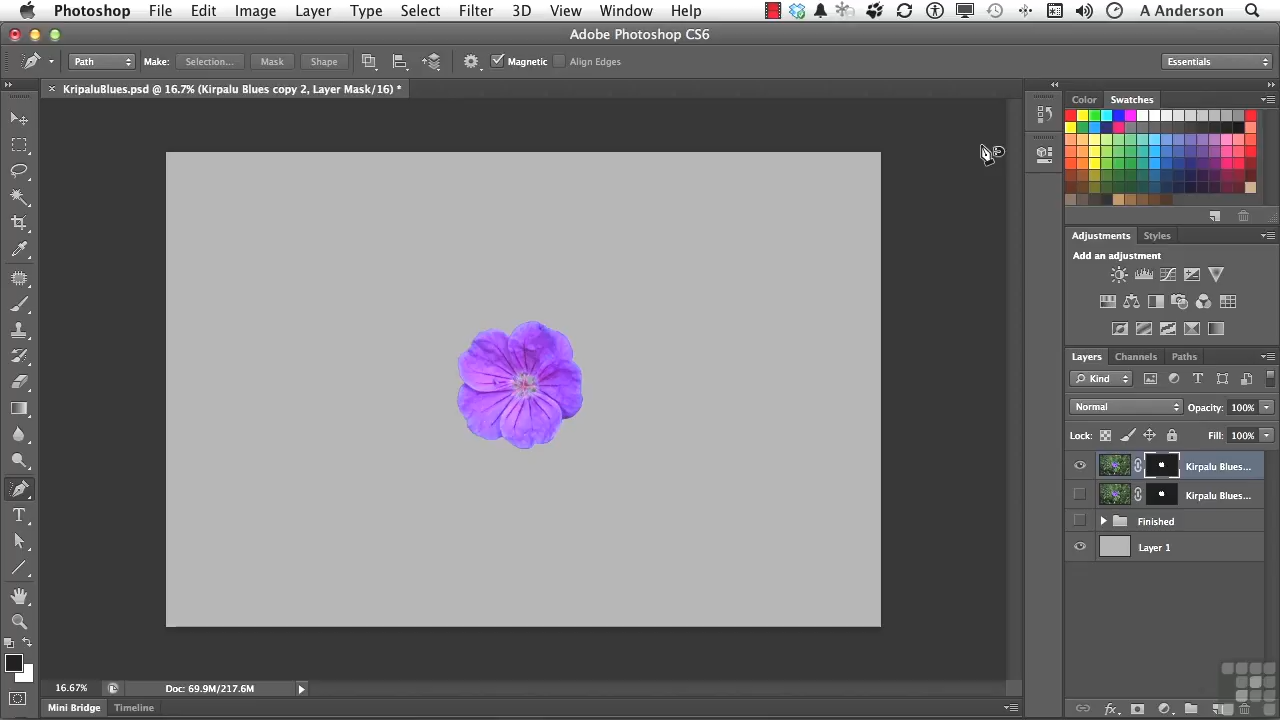 Photoshop File Edit Image Layer Type Select Filter 3D View Window Help A Anderson
Adobe Photoshop CS6
Path Make: Selection... Mask Shape Magnetic Align Edges Essentials
× KripaluBlues.psd @ 16.7% (Kirpalu Blues copy 2, Layer Mask/16) *
Color Swatches
Adjustments Styles
Add an adjustment
Layers Channels Paths
Kind
Normal Opacity: 100%
Lock: Fill: 100%
Kirpalu Blues...
Kirpalu Blues...
Finished
Layer 1
16.67% Doc: 69.9M/217.6M
Mini Bridge Timeline